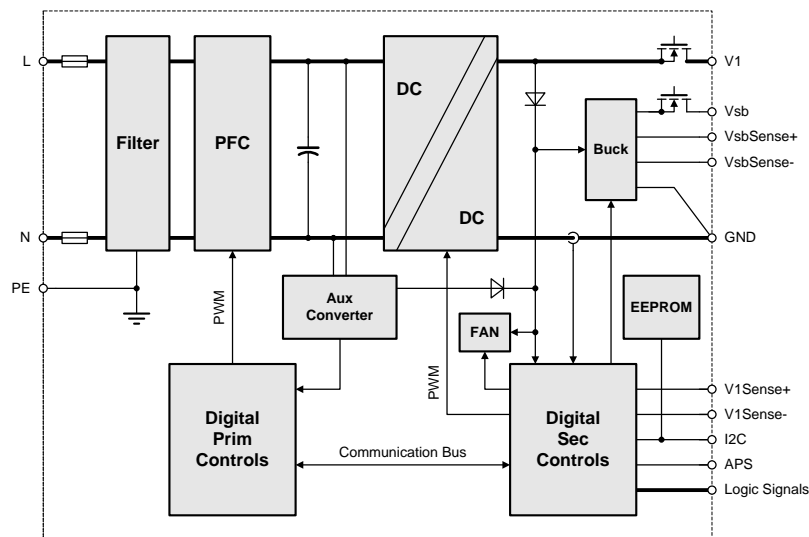 L
N
PE
Filter
PFC
DC
DC
V1
Vsb
VsbSense+
VsbSense-
Buck
GND
PWM
Aux
Converter
FAN
EEPROM
PWM
Digital
Prim
Controls
Communication Bus
Digital
Sec
Controls
V1Sense+
V1Sense-
I2C
APS
Logic Signals